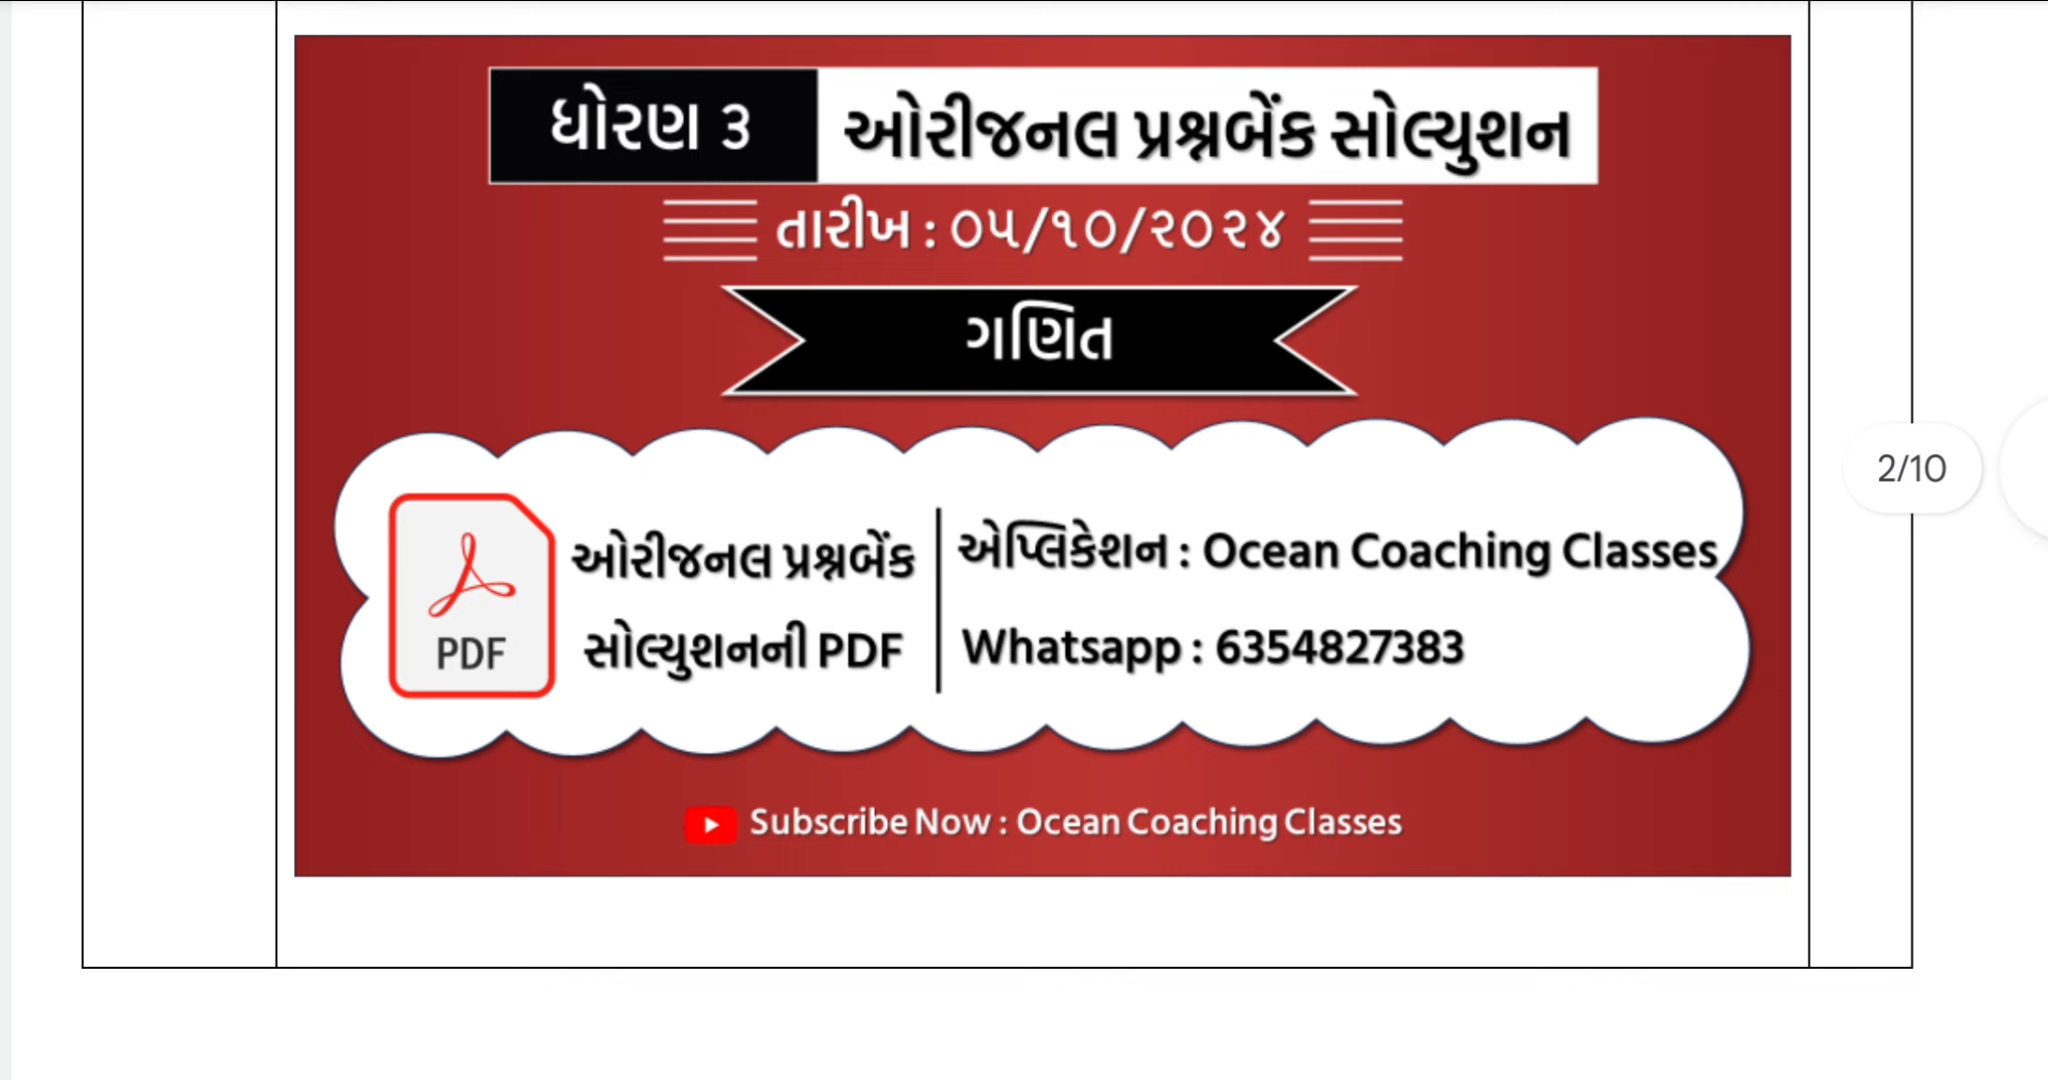 ધોરણ ૩ ઓરીજનલ પ્રશ્નબેંક સોલ્યુશન
તારીખ : ૦૫/૧૦/૨૦૨૪
ગણિત
ઓરીજનલ પ્રશ્નબેંક
સોલ્યુશનની PDF
PDF
એપ્લિકેશન : Ocean Coaching Classes
Whatsapp : 6354827383
Subscribe Now : Ocean Coaching Classes
2/10